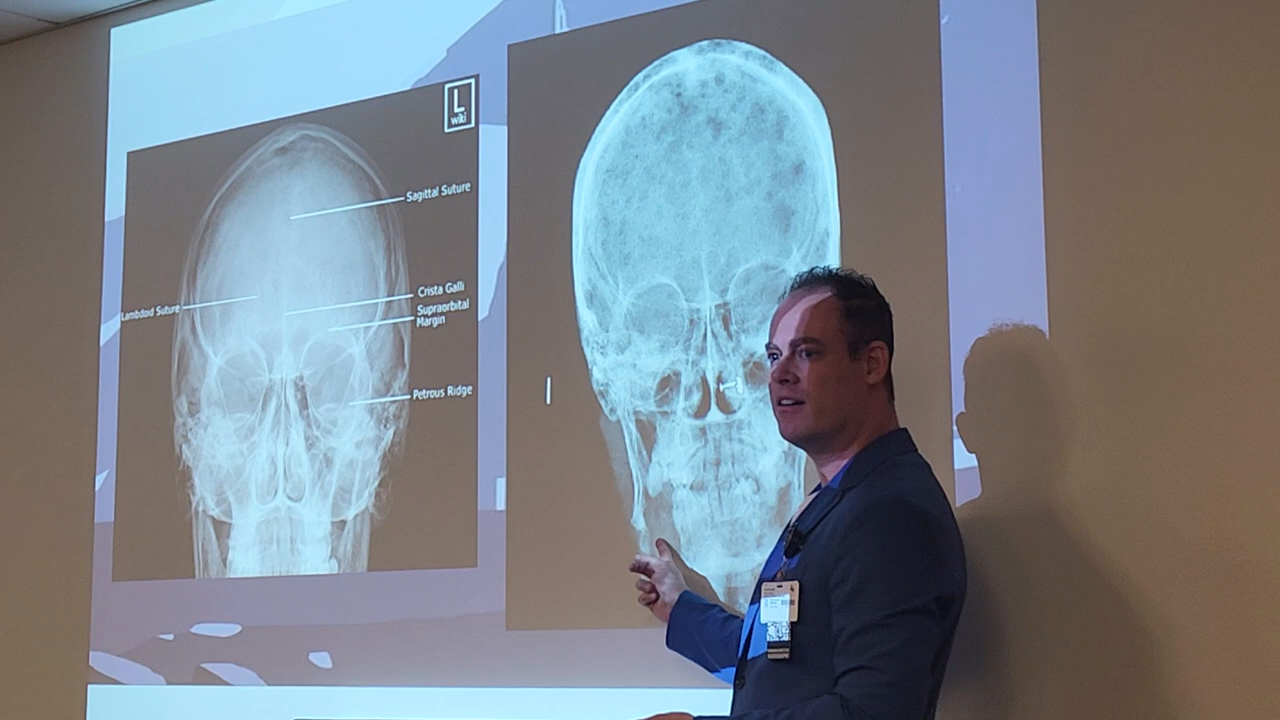 L
wiki
Sagittal Suture
Lambdoid Suture
Crista Galli
Supraorbital
Margin
Petrous Ridge